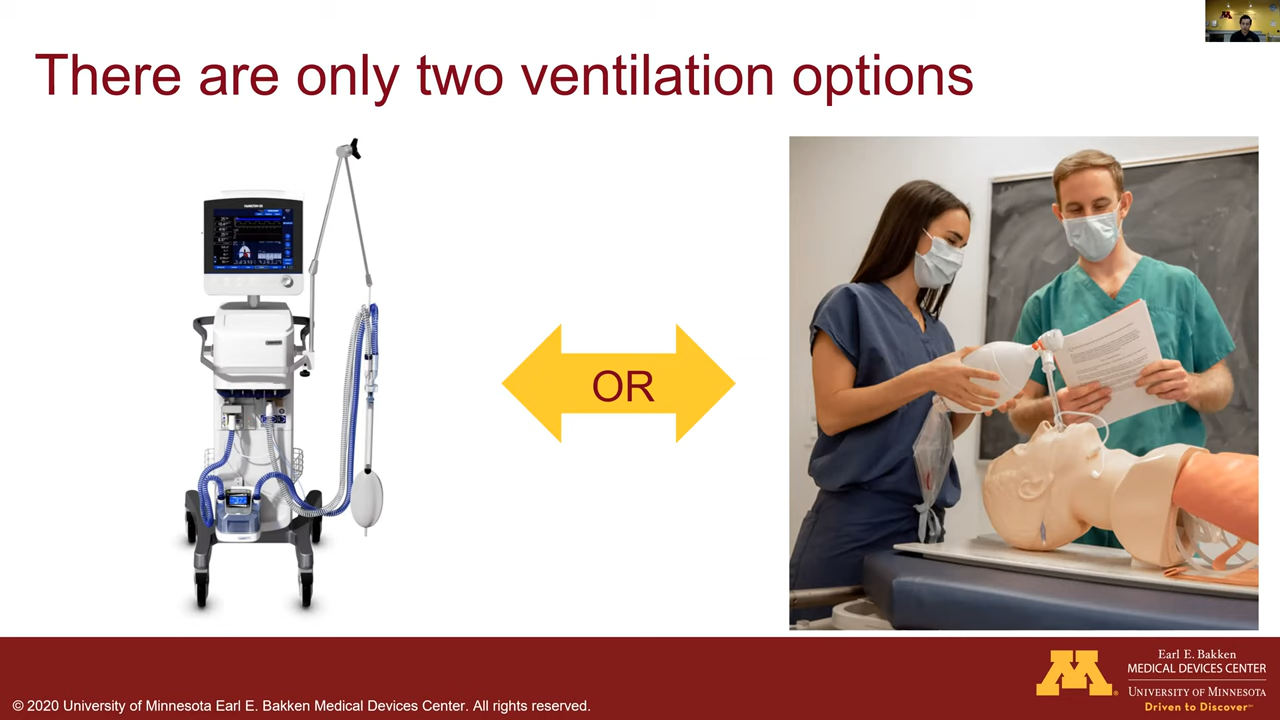 There are only two ventilation options
OR
Earl E. Bakken
MEDICAL DEVICES CENTER
UNIVERSITY OF MINNESOTA
Driven to Discover℠
© 2020 University of Minnesota Earl E. Bakken Medical Devices Center. All rights reserved.